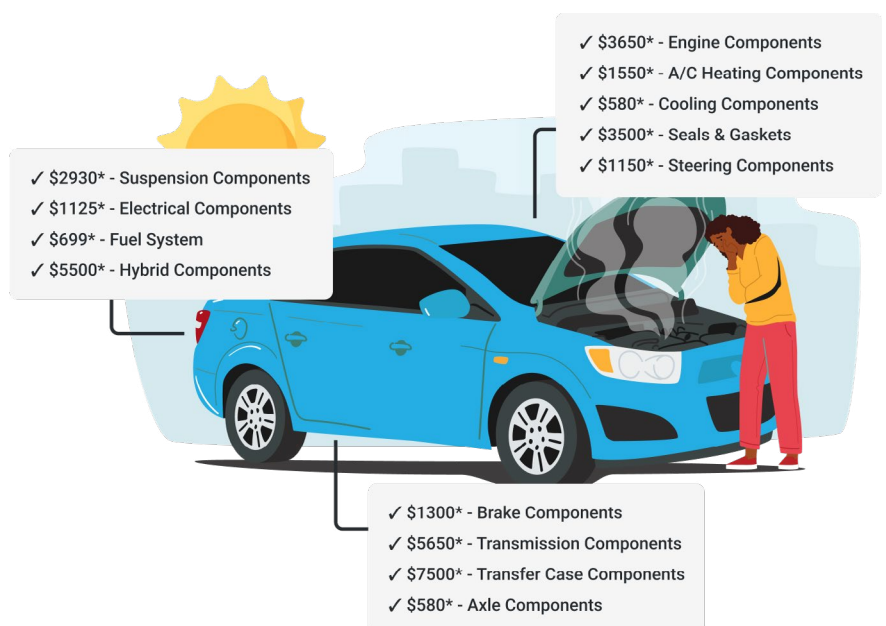 ✓ $3650* - Engine Components
✓ $1550* - A/C Heating Components
✓ $580* - Cooling Components
✓ $3500* - Seals & Gaskets
✓ $1150* - Steering Components
✓ $2930* - Suspension Components
✓ $1125* - Electrical Components
✓ $699* - Fuel System
✓ $5500* - Hybrid Components
✓ $1300* - Brake Components
✓ $5650* - Transmission Components
✓ $7500* - Transfer Case Components
✓ $580* - Axle Components